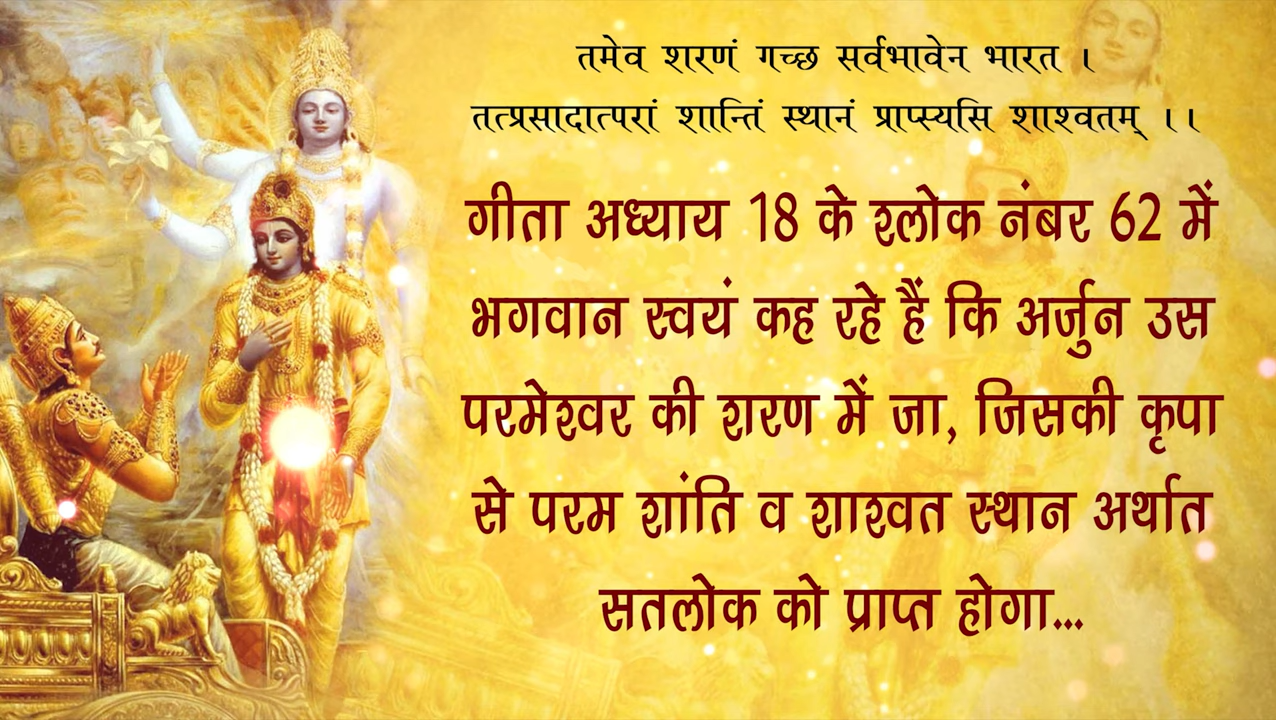 तमेव शरणं गच्छ सर्वभावेन भारत ।
तत्प्रसादात्परां शान्तिं स्थानं प्राप्स्यसि शाश्वतम् ।।
गीता अध्याय 18 के श्लोक नंबर 62 में
भगवान स्वयं कह रहे हैं कि अर्जुन उस
परमेश्वर की शरण में जा, जिसकी कृपा
से परम शांति व शाश्वत स्थान अर्थात
सतलोक को प्राप्त होगा...